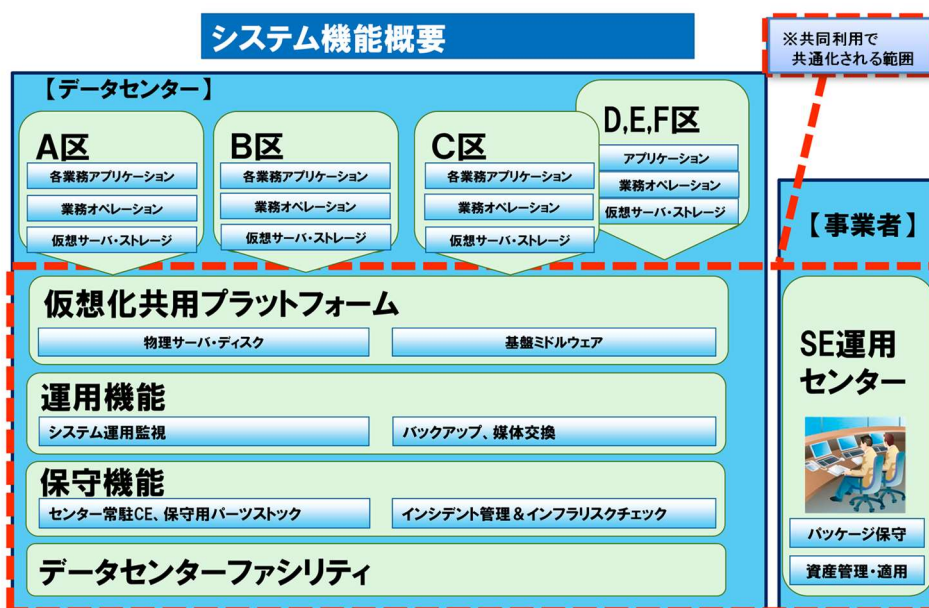 システム機能概要
※共同利用で
共通化される範囲
【データセンター】
A区
各業務アプリケーション
業務オペレーション
仮想サーバ・ストレージ
B区
各業務アプリケーション
業務オペレーション
仮想サーバ・ストレージ
C区
各業務アプリケーション
業務オペレーション
仮想サーバ・ストレージ
D,E,F区
アプリケーション
業務オペレーション
仮想サーバ・ストレージ
仮想化共用プラットフォーム
物理サーバ・ディスク
基盤ミドルウェア
運用機能
システム運用監視
バックアップ、媒体交換
保守機能
センター常駐CE、保守用パーツストック
インシデント管理&インフラリスクチェック
データセンターファシリティ
【事業者】
SE運用
センター
パッケージ保守
資産管理・適用